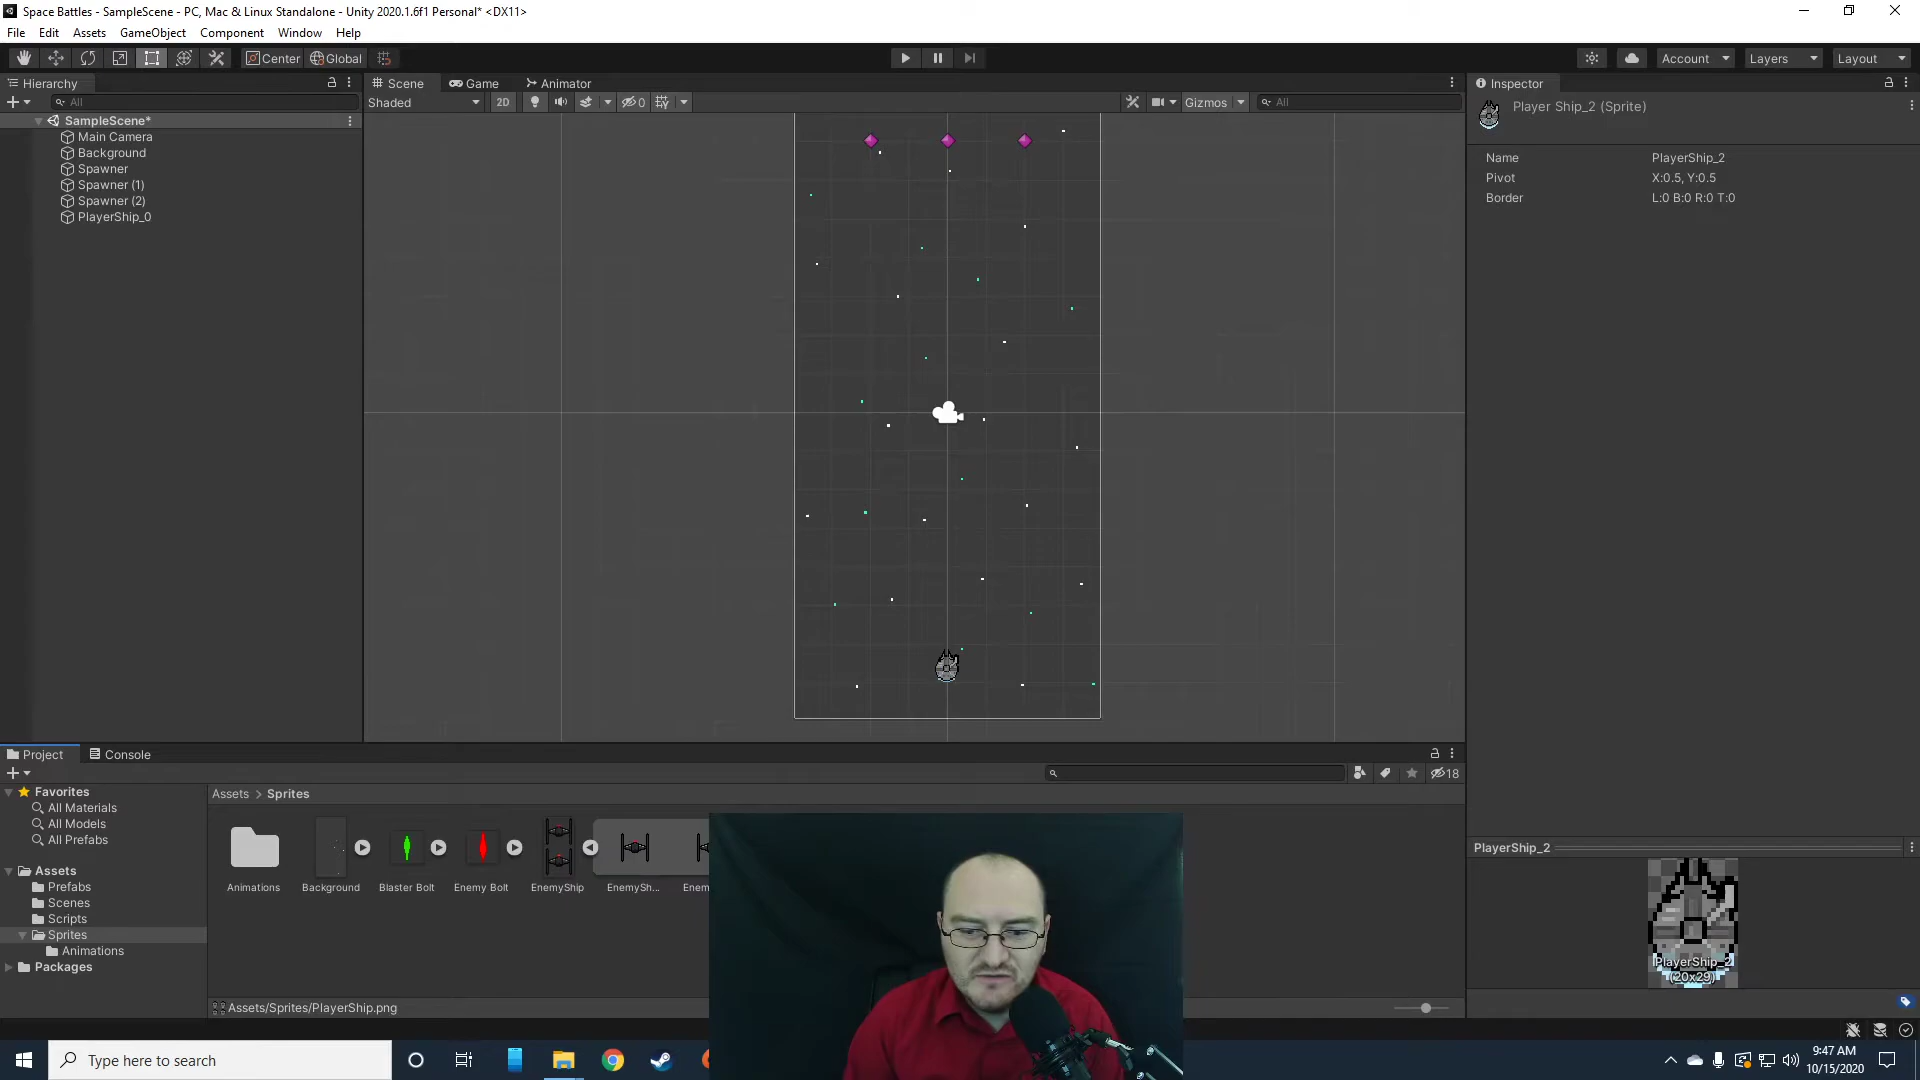 Space Battles - SampleScene - PC, Mac & Linux Standalone - Unity 2020.1.6f1 Personal* <DX11>
File Edit Assets GameObject Component Window Help
Center Global Account Layers Layout
Hierarchy
All
SampleScene*
Main Camera
Background
Spawner
Spawner (1)
Spawner (2)
PlayerShip_0
Scene Game Animator
Shaded 2D 0 Gizmos All
Inspector
Player Ship_2 (Sprite)
Name PlayerShip_2
Pivot X:0.5, Y:0.5
Border L:0 B:0 R:0 T:0
Project Console
18
Favorites
All Materials
All Models
All Prefabs
Assets
Prefabs
Scenes
Scripts
Sprites
Animations
Packages
Assets > Sprites
Animations Background Blaster Bolt Enemy Bolt EnemyShip EnemySh... Enem
Assets/Sprites/PlayerShip.png
PlayerShip_2
PlayerShip_2
(20x29)
Type here to search
9:47 AM
10/15/2020